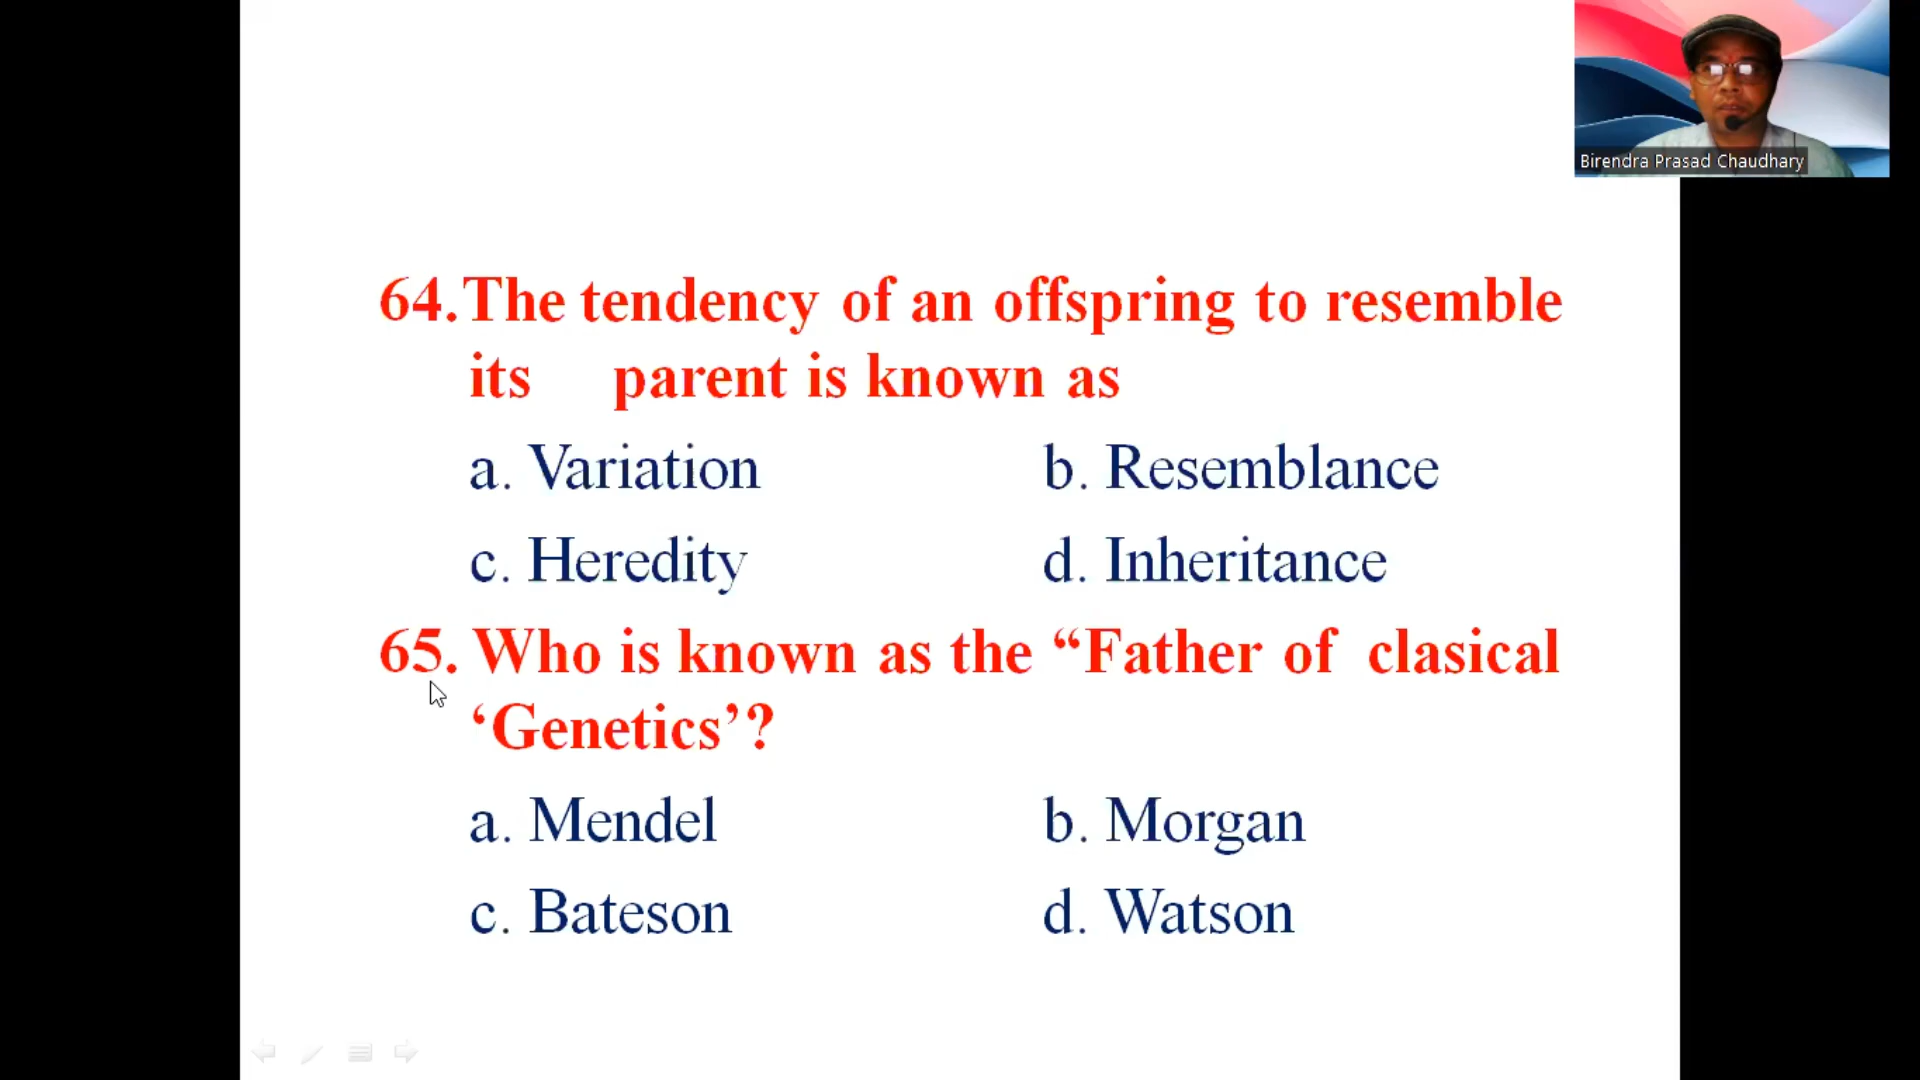 Birendra Prasad Chaudhary
64.The tendency of an offspring to resemble
its parent is known as
a. Variation b. Resemblance
c. Heredity d. Inheritance
65. Who is known as the “Father of clasical
‘Genetics’?
a. Mendel b. Morgan
c. Bateson d. Watson